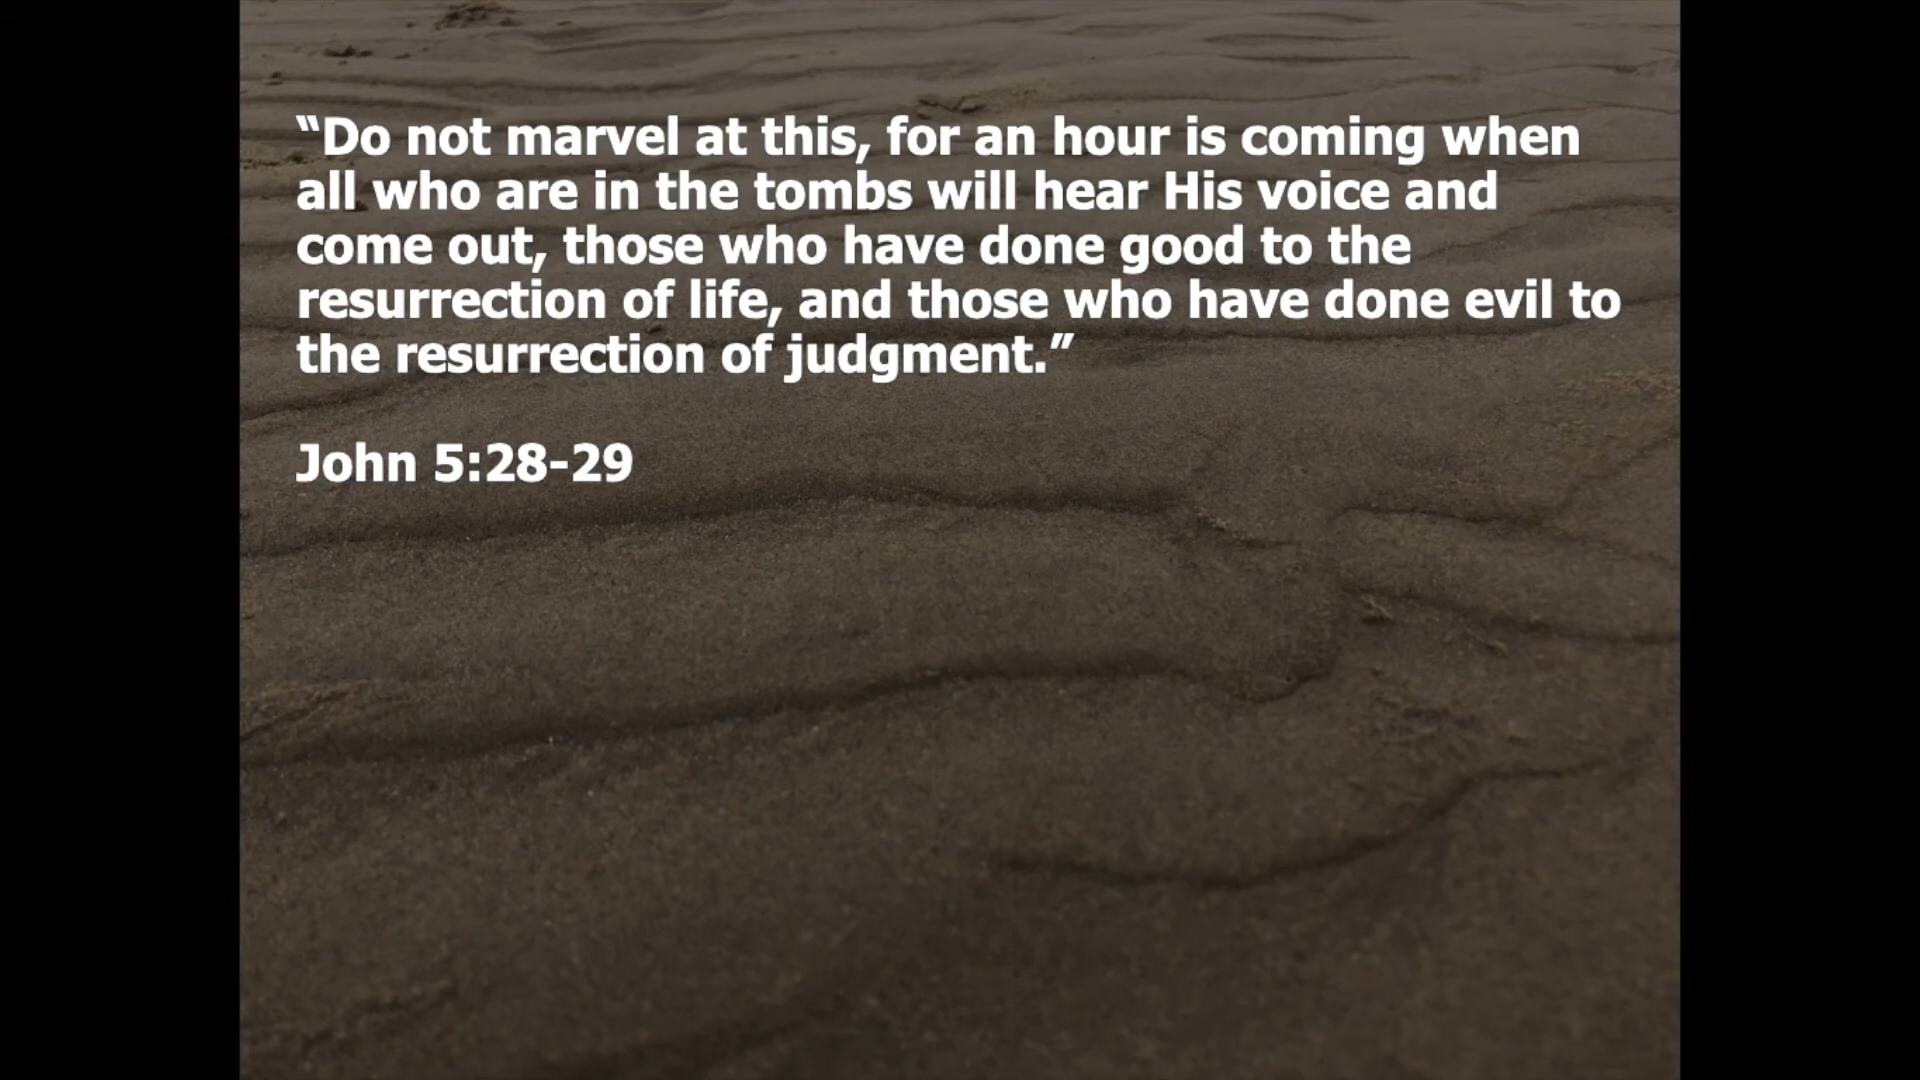 “Do not marvel at this, for an hour is coming when
all who are in the tombs will hear His voice and
come out, those who have done good to the
resurrection of life, and those who have done evil to
the resurrection of judgment.”
John 5:28-29